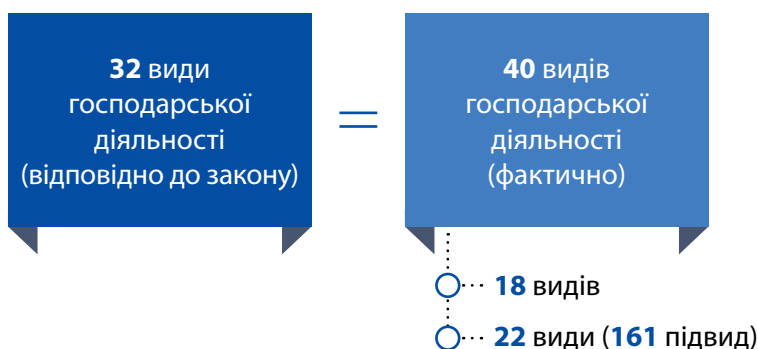 32 види
господарської
діяльності
(відповідно до закону)
=
40 видів
господарської
діяльності
(фактично)
18 видів
22 види (161 підвид)